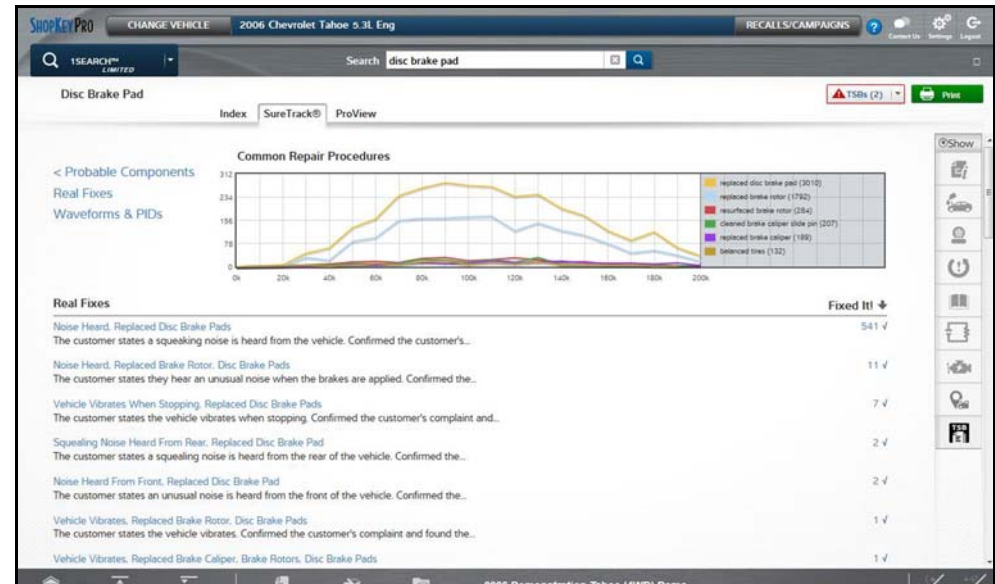 SHOPKEYPRO CHANGE VEHICLE 2006 Chevrolet Tahoe 5.3L Eng RECALLS/CAMPAIGNS ? Contact Us Settings Logout
1SEARCH™ LIMITED Search disc brake pad
Disc Brake Pad TSBs (2) Print
Index SureTrack® ProView
Show
Common Repair Procedures
< Probable Components
Real Fixes
Waveforms & PIDs
312
234
156
78
0
0k 20k 40k 60k 80k 100k 120k 140k 160k 180k 200k
replaced disc brake pad (3010)
replaced brake rotor (1792)
resurfaced brake rotor (284)
cleaned brake caliper slide pin (207)
replaced brake caliper (189)
balanced tires (132)
Real Fixes Fixed It!
Noise Heard, Replaced Disc Brake Pads 541 √
The customer states a squeaking noise is heard from the vehicle. Confirmed the customer's...
Noise Heard, Replaced Brake Rotor, Disc Brake Pads 11 √
The customer states they hear an unusual noise when the brakes are applied. Confirmed the...
Vehicle Vibrates When Stopping, Replaced Disc Brake Pads 7 √
The customer states the vehicle vibrates when stopping. Confirmed the customer's complaint and...
Squealing Noise Heard From Rear, Replaced Disc Brake Pad 2 √
The customer states a squealing noise is heard from the rear of the vehicle. Confirmed the...
Noise Heard From Front, Replaced Disc Brake Pad 2 √
The customer states an unusual noise is heard from the front of the vehicle. Confirmed the...
Vehicle Vibrates, Replaced Brake Rotor, Disc Brake Pads 1 √
The customer states the vehicle vibrates. Confirmed the customer's complaint and found the...
Vehicle Vibrates, Replaced Brake Caliper, Brake Rotors, Disc Brake Pads 1 √
TSB
2006 Demonstration Tahoe (4WD) Demo